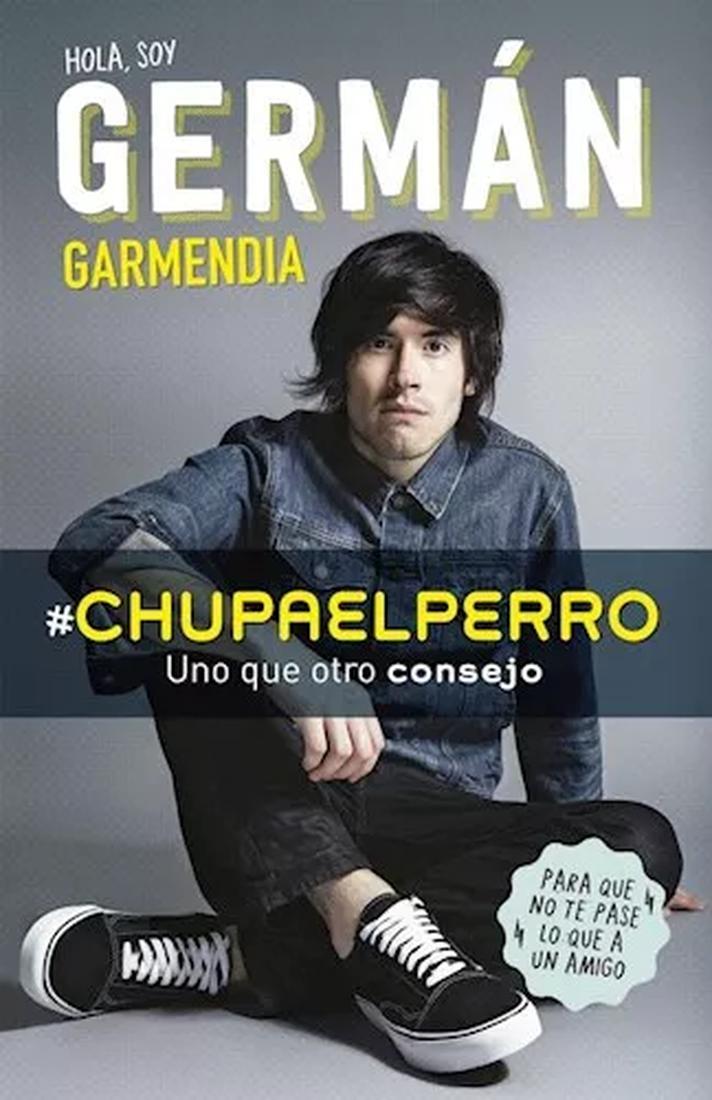 HOLA, SOY
GERMÁN
GARMENDIA
#CHUPAELPERRO
Uno que otro consejo
PARA QUE
NO TE PASE
LO QUE A
UN AMIGO